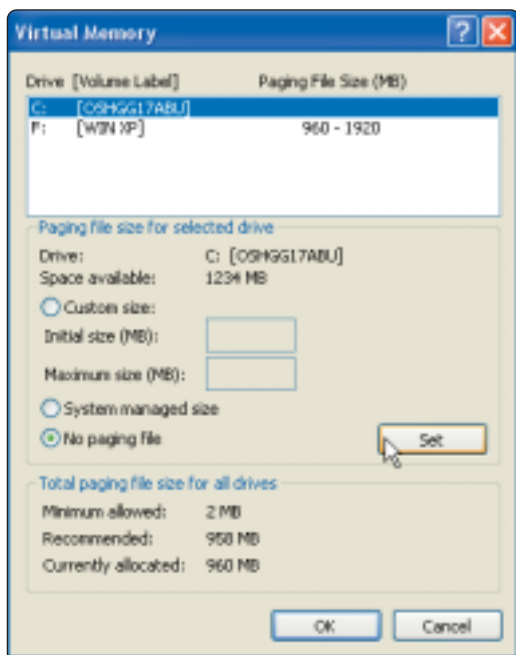 Virtual Memory
Drive [Volume Label] Paging File Size (MB)
C: [OSHGG17ABU]
F: [WIN XP] 960 - 1920
Paging file size for selected drive
Drive: C: [OSHGG17ABU]
Space available: 1234 MB
Custom size:
Initial size (MB):
Maximum size (MB):
System managed size
No paging file
Set
Total paging file size for all drives
Minimum allowed: 2 MB
Recommended: 958 MB
Currently allocated: 960 MB
OK Cancel